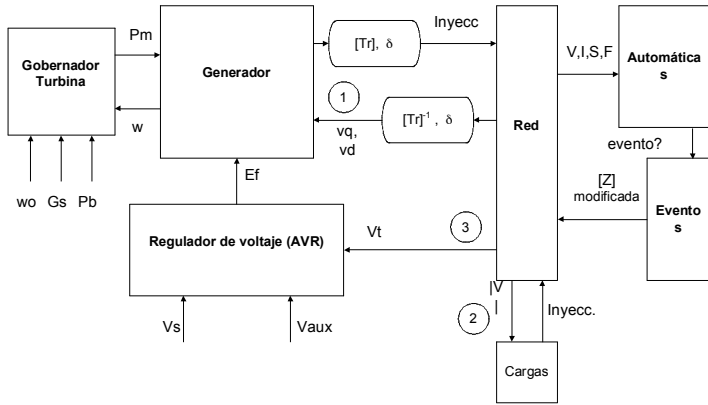 Pm
Gobernador
Turbina
w
wo
Gs
Pb
Generador
[Tr], δ
Inyecc
1
vq,
vd
[Tr]-1 , δ
Ef
Regulador de voltaje (AVR)
Vt
3
Vs
Vaux
Red
V,I,S,F
Automática
s
evento?
[Z]
modificada
Evento
s
|V
|
2
Inyecc.
Cargas